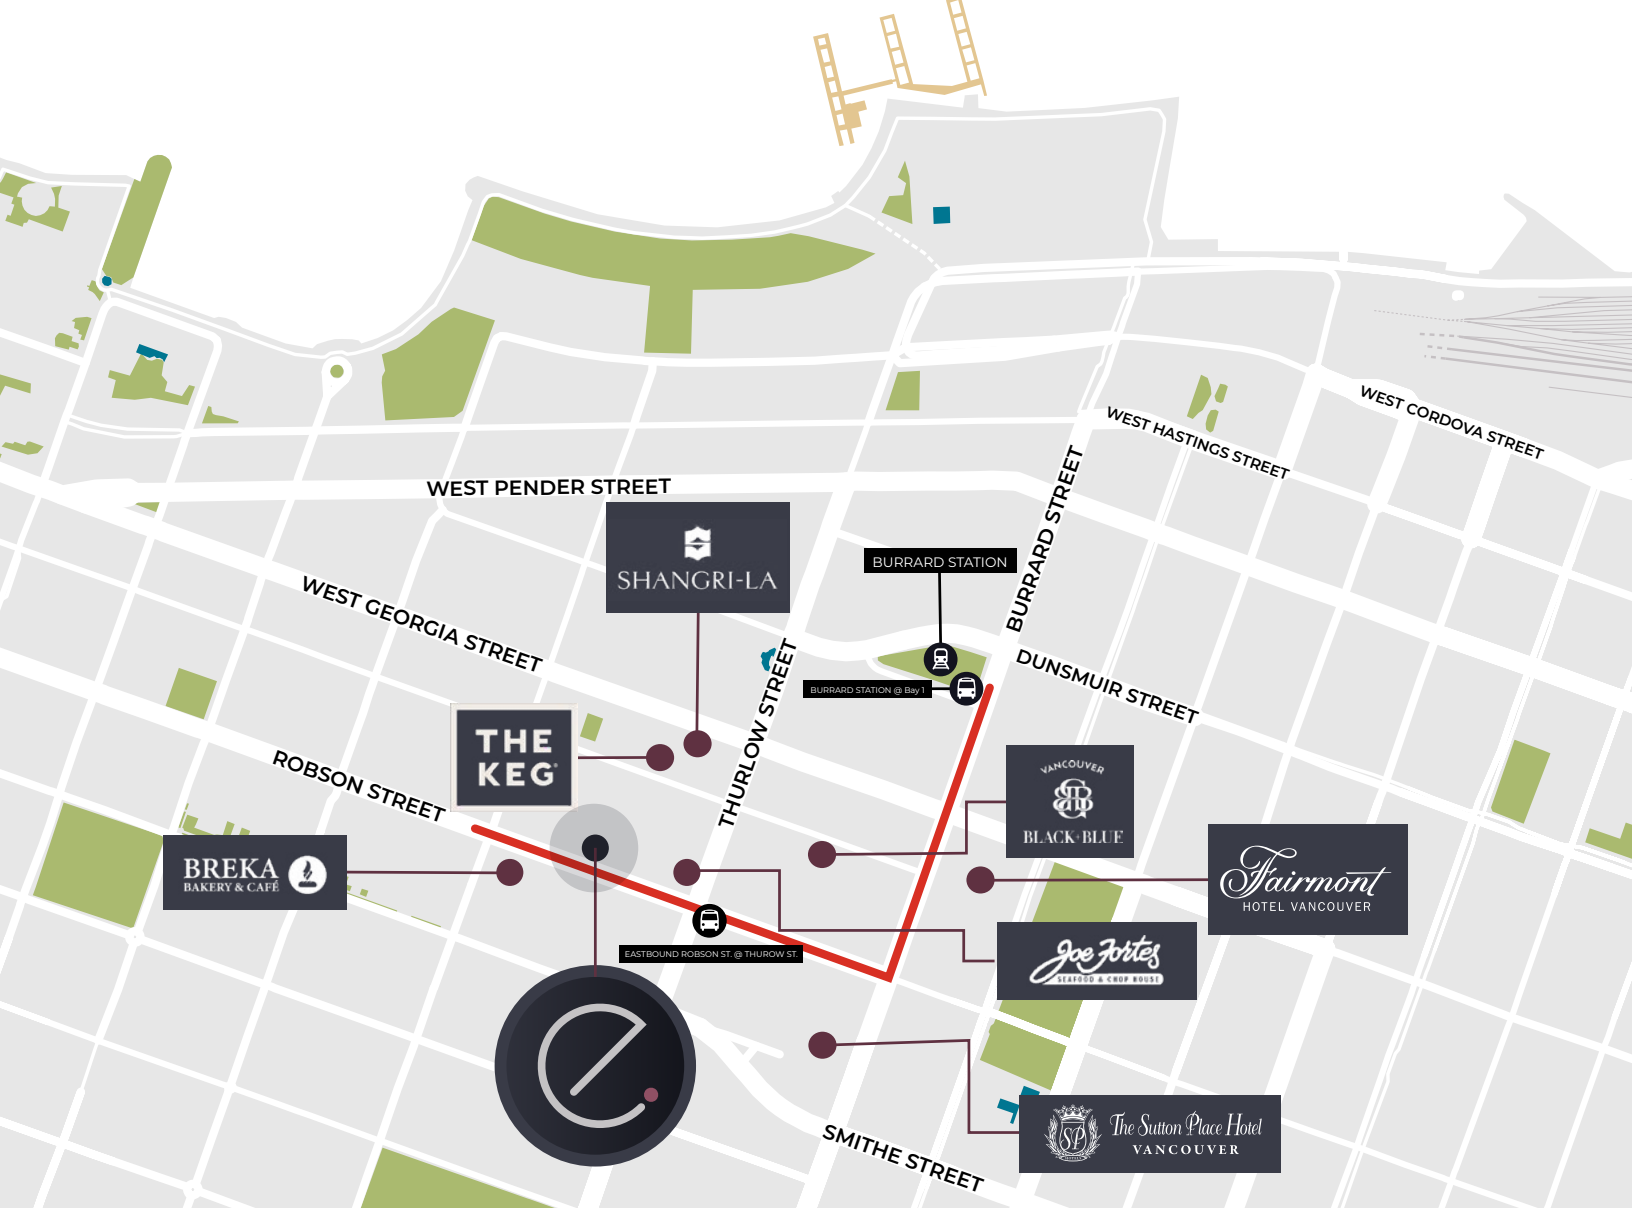 WEST CORDOVA STREET
WEST HASTINGS STREET
WEST PENDER STREET
BURRARD STREET
SHANGRI-LA
BURRARD STATION
WEST GEORGIA STREET
THURLOW STREET
DUNSMUIR STREET
BURRARD STATION @ Bay 1
THE
KEG
ROBSON STREET
VANCOUVER
BLACK+BLUE
BREKA
BAKERY & CAFÉ
Fairmont
HOTEL VANCOUVER
EASTBOUND ROBSON ST. @ THUROW ST.
Joe Fortes
SEAFOOD & CHOP HOUSE
e
SP
The Sutton Place Hotel
VANCOUVER
SMITHE STREET